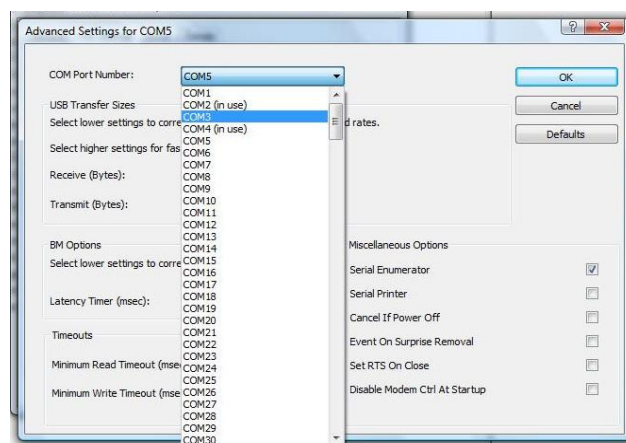 Advanced Settings for COM5
COM Port Number:
COM5
OK
Cancel
Defaults
USB Transfer Sizes
Select lower settings to corre
d rates.
Select higher settings for fas
Receive (Bytes):
Transmit (Bytes):
COM1
COM2 (in use)
COM3
COM4 (in use)
COM5
COM6
COM7
COM8
COM9
COM10
COM11
COM12
COM13
COM14
COM15
COM16
COM17
COM18
COM19
COM20
COM21
COM22
COM23
COM24
COM25
COM26
COM27
COM28
COM29
COM30
BM Options
Select lower settings to corre
Latency Timer (msec):
Timeouts
Minimum Read Timeout (mse
Minimum Write Timeout (mse
Miscellaneous Options
Serial Enumerator
Serial Printer
Cancel If Power Off
Event On Surprise Removal
Set RTS On Close
Disable Modem Ctrl At Startup